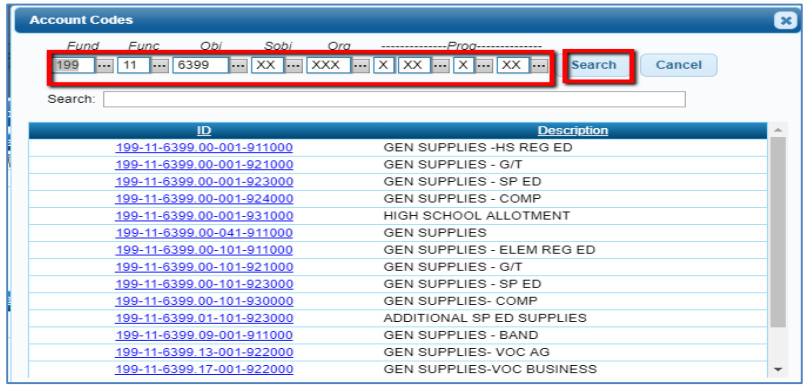 Account Codes
Fund Func Obj Sobj Org --------------Prog--------------
199 ... 11 ... 6399 ... XX ... XXX ... X XX ... X ... XX ... Search Cancel
Search:
ID Description
199-11-6399.00-001-911000 GEN SUPPLIES -HS REG ED
199-11-6399.00-001-921000 GEN SUPPLIES - G/T
199-11-6399.00-001-923000 GEN SUPPLIES - SP ED
199-11-6399.00-001-924000 GEN SUPPLIES - COMP
199-11-6399.00-001-931000 HIGH SCHOOL ALLOTMENT
199-11-6399.00-041-911000 GEN SUPPLIES
199-11-6399.00-101-911000 GEN SUPPLIES - ELEM REG ED
199-11-6399.00-101-921000 GEN SUPPLIES - G/T
199-11-6399.00-101-923000 GEN SUPPLIES - SP ED
199-11-6399.00-101-930000 GEN SUPPLIES- COMP
199-11-6399.01-101-923000 ADDITIONAL SP ED SUPPLIES
199-11-6399.09-001-911000 GEN SUPPLIES - BAND
199-11-6399.13-001-922000 GEN SUPPLIES- VOC AG
199-11-6399.17-001-922000 GEN SUPPLIES-VOC BUSINESS